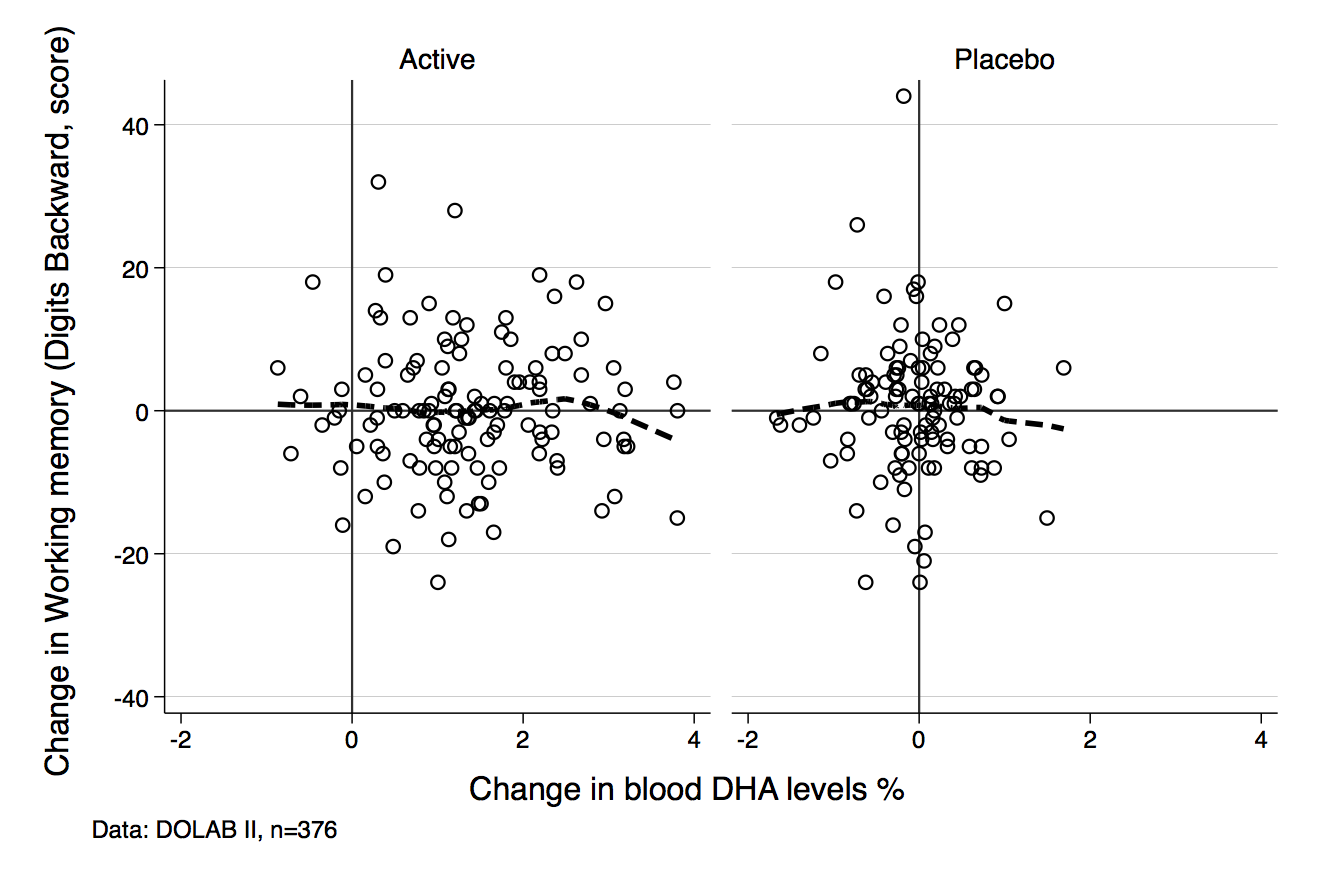 Active
Placebo
Change in Working memory (Digits Backward, score)
40
20
0
-20
-40
-2
0
2
4
-2
0
2
4
Change in blood DHA levels %
Data: DOLAB II, n=376